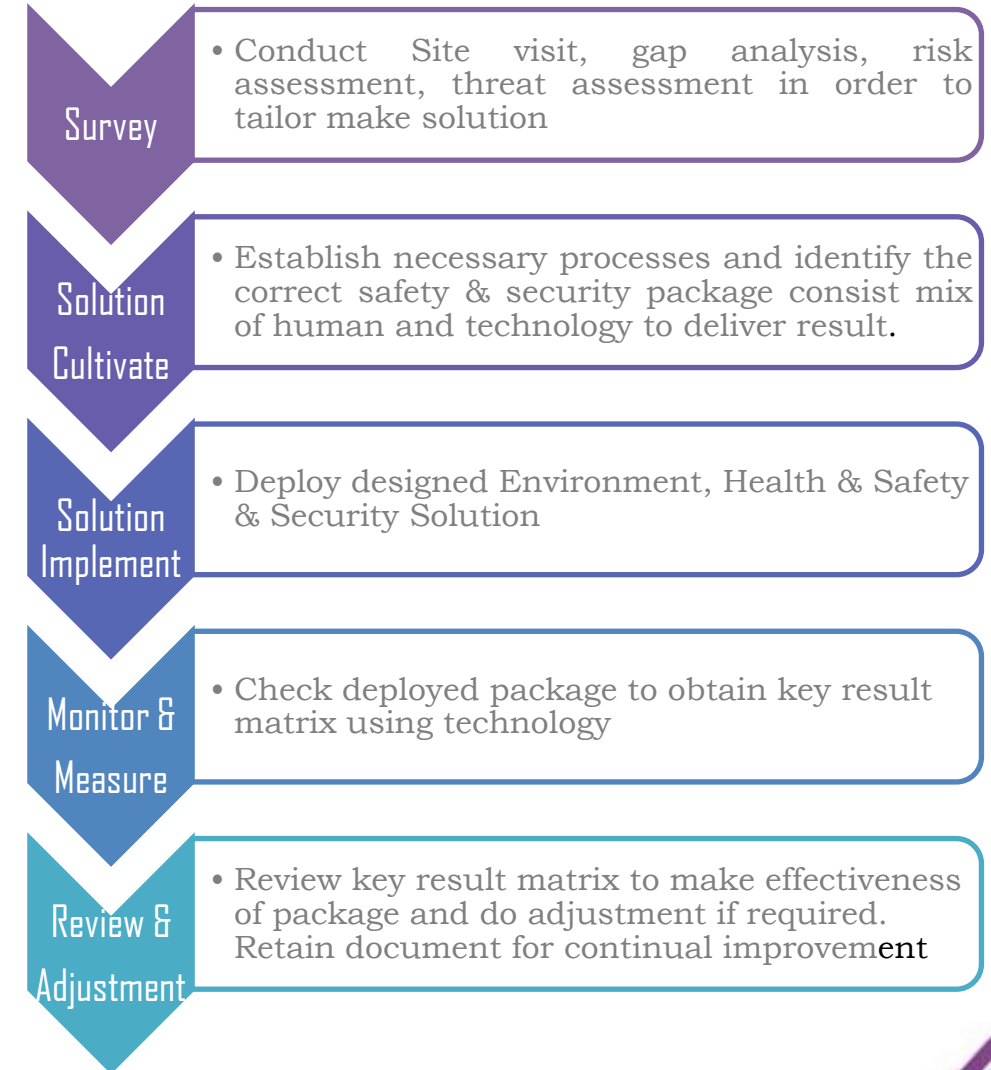 Survey
• Conduct Site visit, gap analysis, risk
assessment, threat assessment in order to
tailor make solution
Solution
Cultivate
• Establish necessary processes and identify the
correct safety & security package consist mix
of human and technology to deliver result.
Solution
Implement
• Deploy designed Environment, Health & Safety
& Security Solution
Monitor &
Measure
• Check deployed package to obtain key result
matrix using technology
Review &
Adjustment
• Review key result matrix to make effectiveness
of package and do adjustment if required.
Retain document for continual improvement